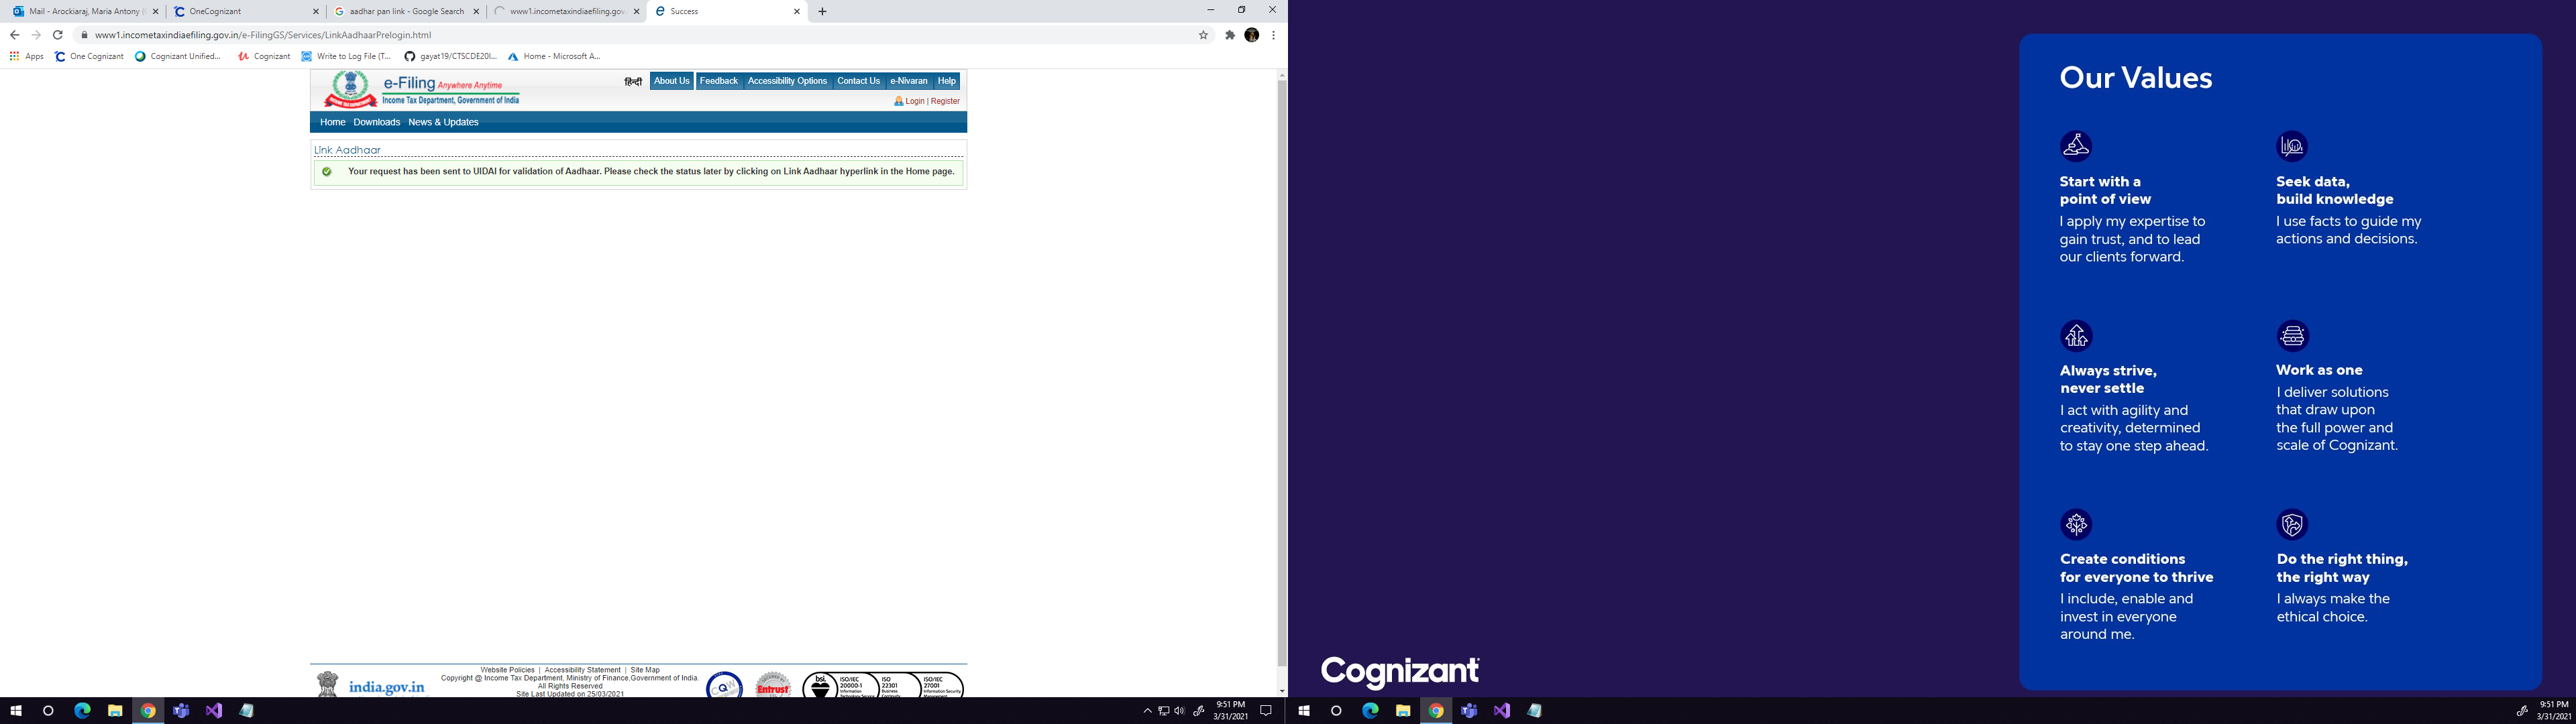 Mail - Arockiaraj, Maria Antony
OneCognizant
aadhar pan link - Google Search
www1.incometaxindiaefiling.gov.
Success
www1.incometaxindiaefiling.gov.in/e-FilingGS/Services/LinkAadhaarPrelogin.html
Apps
One Cognizant
Cognizant Unified...
Cognizant
Write to Log File (T...
gayat19/CTSCDE20I...
Home - Microsoft A...
e-Filing Anywhere Anytime
Income Tax Department, Government of India
हिन्दी
About Us
Feedback
Accessibility Options
Contact Us
e-Nivaran
Help
Login | Register
Home
Downloads
News & Updates
Link Aadhaar
Your request has been sent to UIDAI for validation of Aadhaar. Please check the status later by clicking on Link Aadhaar hyperlink in the Home page.
Website Policies | Accessibility Statement | Site Map
Copyright @ Income Tax Department, Ministry of Finance,Government of India.
All Rights Reserved
Site Last Updated on 25/03/2021
india.gov.in
CQW
Entrust
bsi.
ISO/IEC
20000-1
Information
Technology Service
ISO
22301
Business
Continuity
ISO/IEC
27001
Information Security
9:51 PM
3/31/2021
Our Values
Start with a
point of view
I apply my expertise to
gain trust, and to lead
our clients forward.
Seek data,
build knowledge
I use facts to guide my
actions and decisions.
Always strive,
never settle
I act with agility and
creativity, determined
to stay one step ahead.
Work as one
I deliver solutions
that draw upon
the full power and
scale of Cognizant.
Create conditions
for everyone to thrive
I include, enable and
invest in everyone
around me.
Do the right thing,
the right way
I always make the
ethical choice.
Cognizant
9:51 PM
3/31/2021